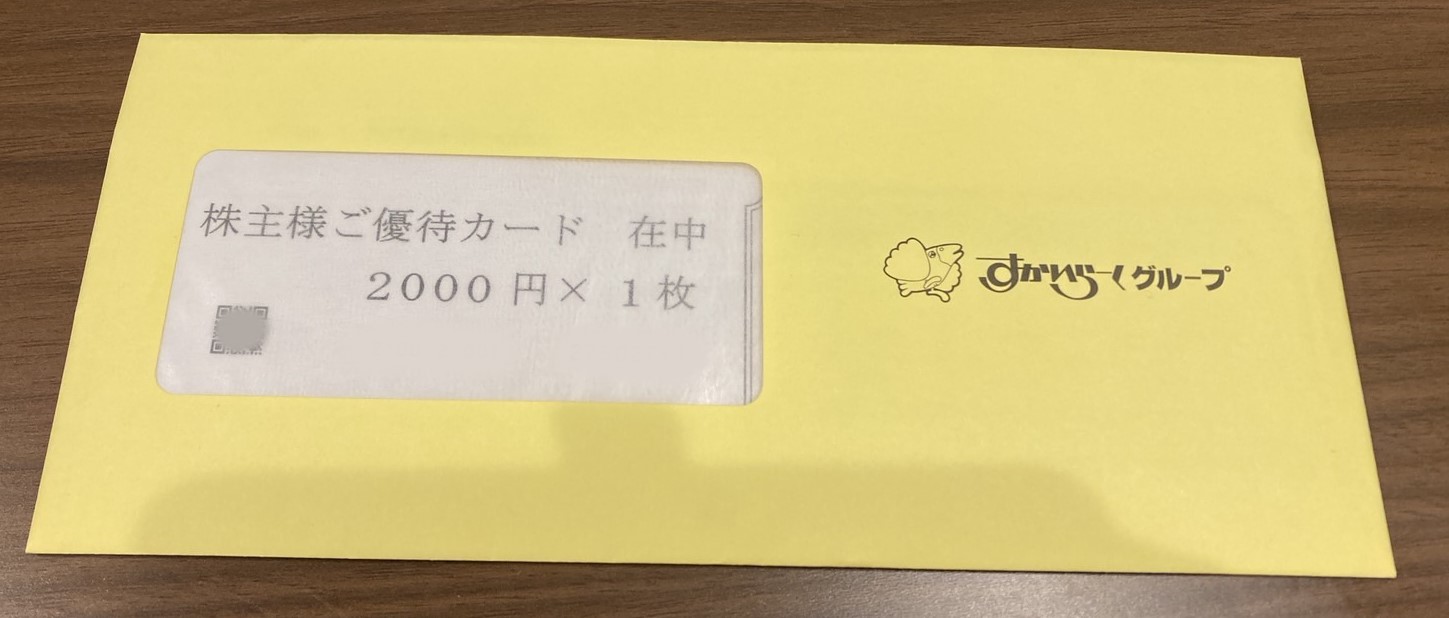 株主様ご優待カード　在中
２０００円×　１枚
すかいらーくグループ